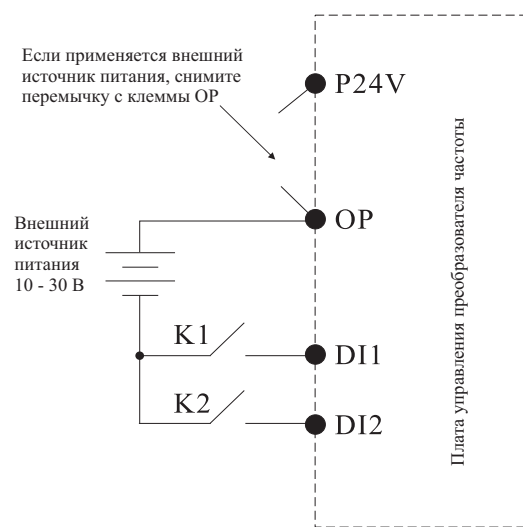 Если применяется внешний
источник питания, снимите
перемычку с клеммы OP
P24V
OP
Внешний
источник
питания
10 - 30 В
K1
DI1
K2
DI2
Плата управления преобразователя частоты